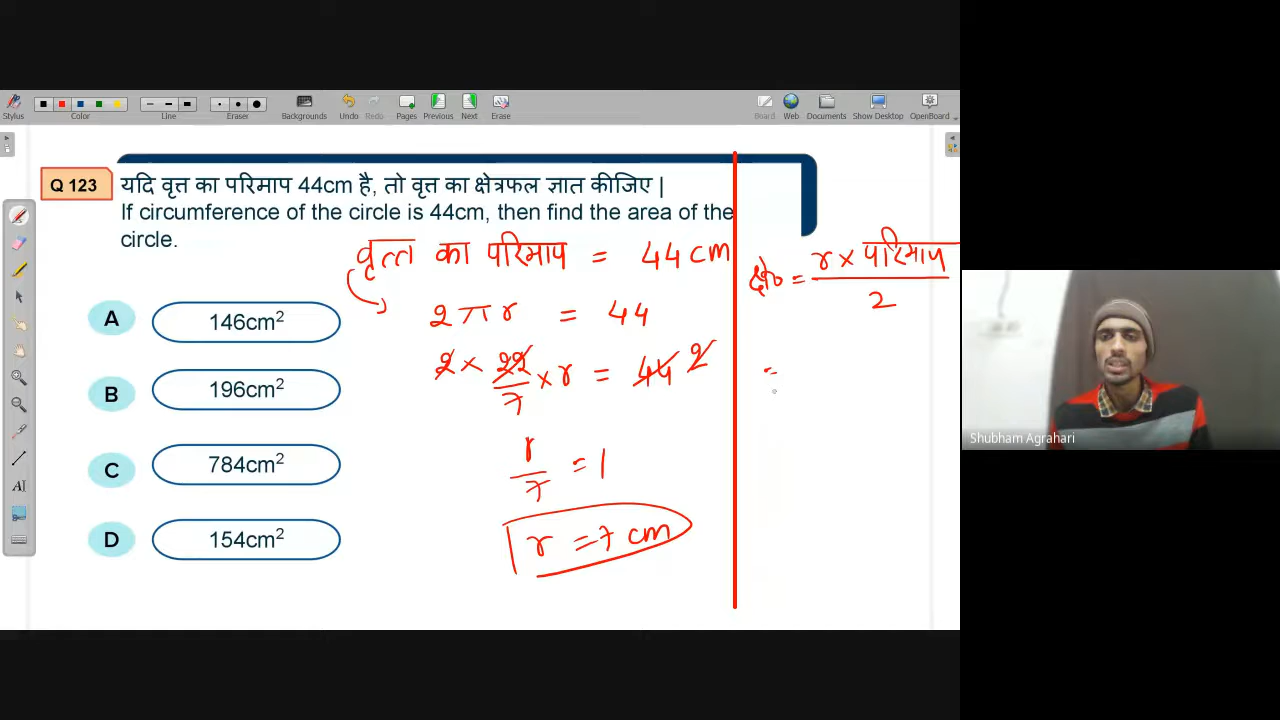 Stylus
Color
Line
Eraser
Backgrounds
Undo
Redo
Pages
Previous
Next
Erase
Board
Web
Documents
Show Desktop
OpenBoard
Q 123
यदि वृत्त का परिमाप 44cm है, तो वृत्त का क्षेत्रफल ज्ञात कीजिए |
If circumference of the circle is 44cm, then find the area of the
circle.
वृत्त का परिमाप = 44cm
2πr = 44
2 × 22/7 × r = 44 2
r/7 = 1
r = 7 cm
क्षे० = r × परिमाप / 2
=
A 146cm²
B 196cm²
C 784cm²
D 154cm²
Shubham Agrahari